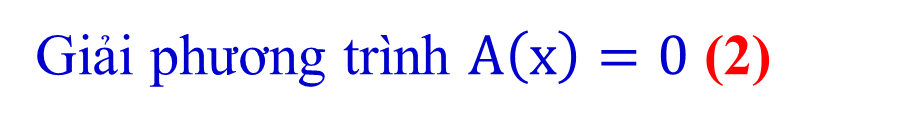 Giải phương trình A(x) = 0 (2)